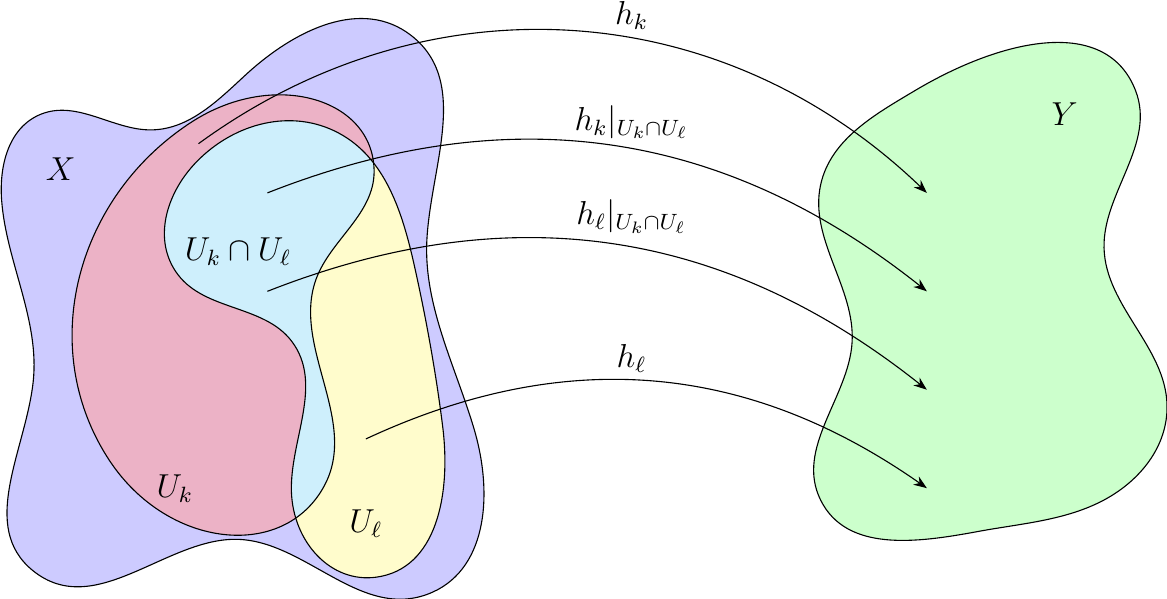 $h_k$
$Y$
$h_k|_{U_k \cap U_\ell}$
$X$
$h_\ell|_{U_k \cap U_\ell}$
$U_k \cap U_\ell$
$h_\ell$
$U_k$
$U_\ell$